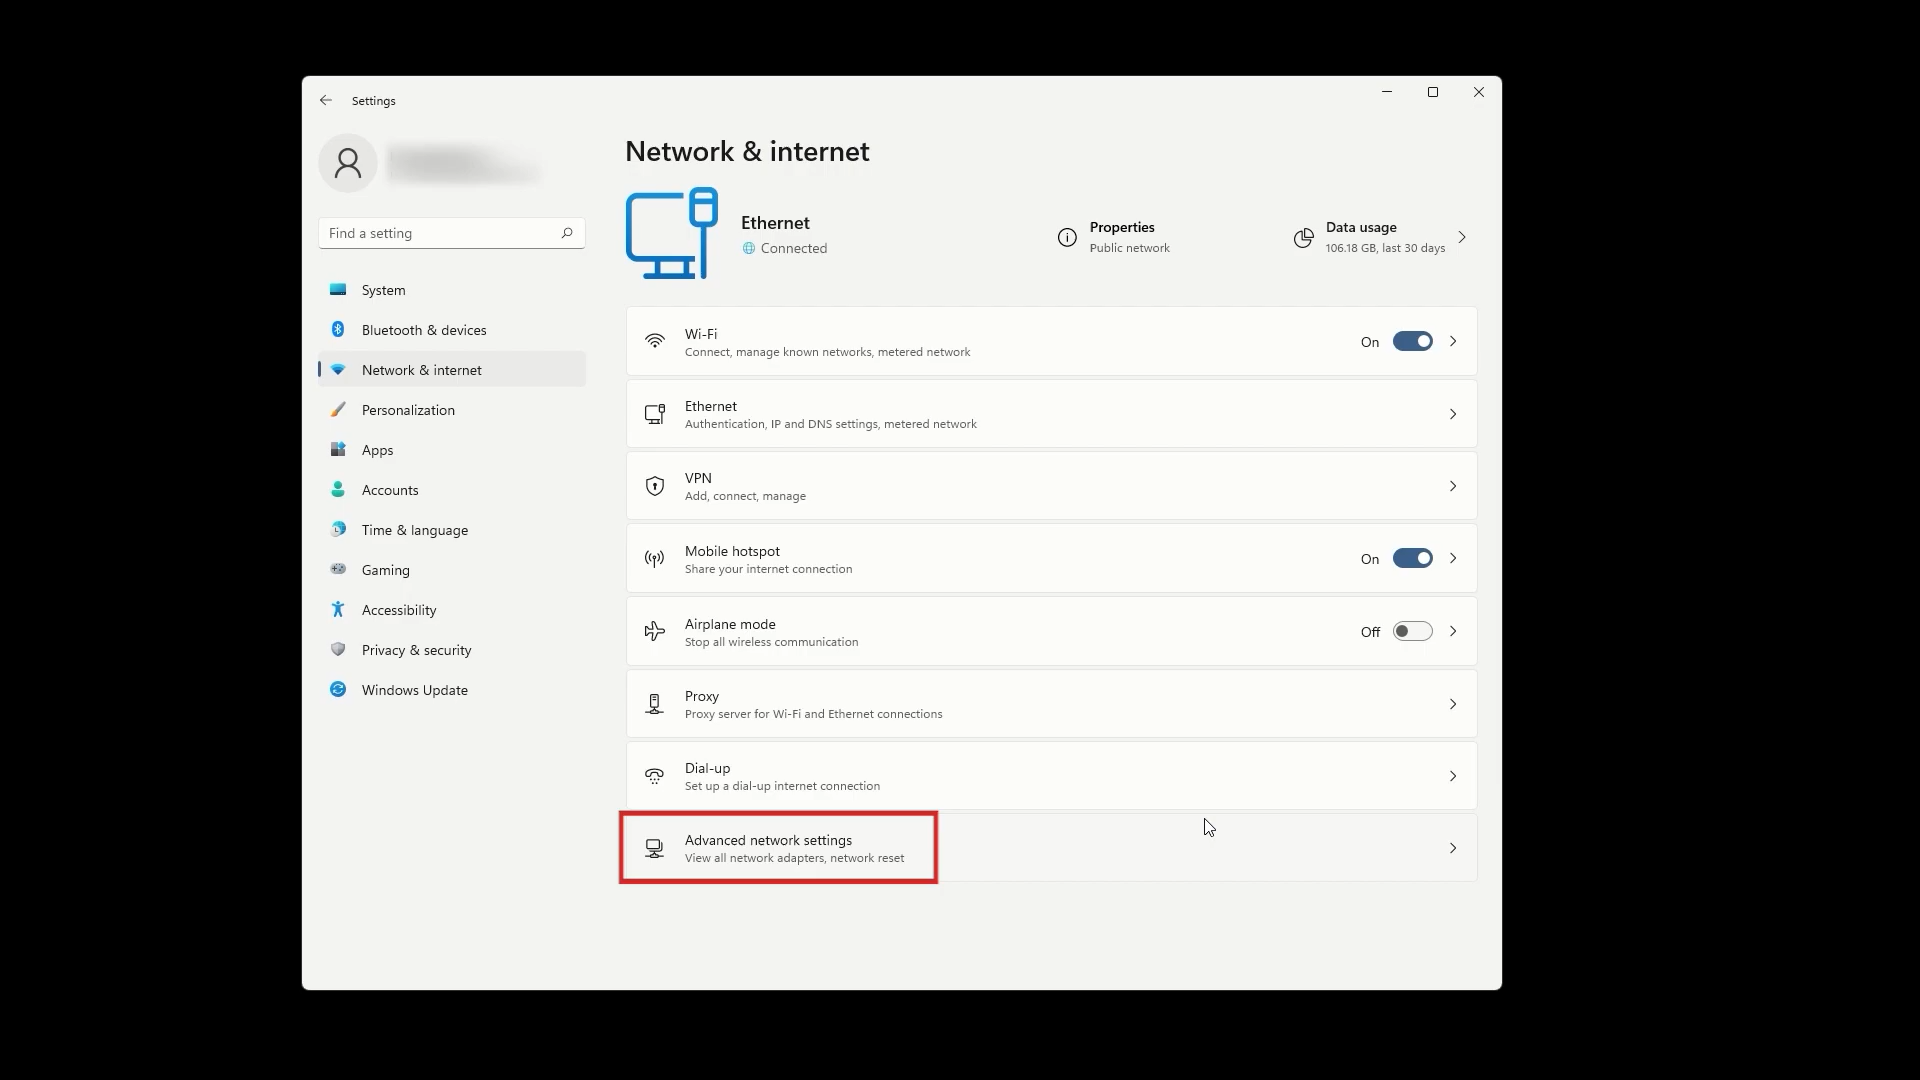 Settings
Find a setting
System
Bluetooth & devices
Network & internet
Personalization
Apps
Accounts
Time & language
Gaming
Accessibility
Privacy & security
Windows Update
Network & internet
Ethernet
Connected
Properties
Public network
Data usage
106.18 GB, last 30 days
Wi-Fi
Connect, manage known networks, metered network
On
Ethernet
Authentication, IP and DNS settings, metered network
VPN
Add, connect, manage
Mobile hotspot
Share your internet connection
On
Airplane mode
Stop all wireless communication
Off
Proxy
Proxy server for Wi-Fi and Ethernet connections
Dial-up
Set up a dial-up internet connection
Advanced network settings
View all network adapters, network reset